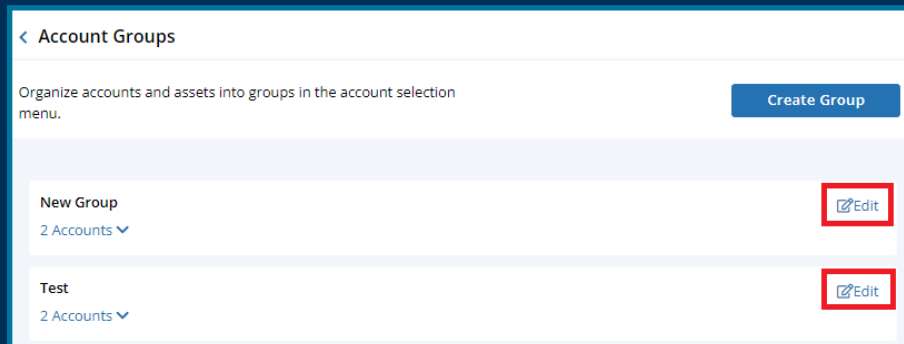 Account Groups
Organize accounts and assets into groups in the account selection
menu.
Create Group
New Group
Edit
2 Accounts
Test
Edit
2 Accounts